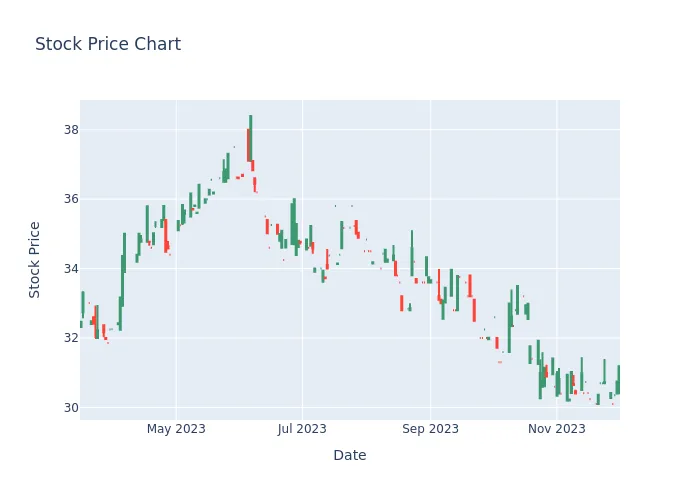 Stock Price Chart
38
36
34
32
30
Stock Price
May 2023
Jul 2023
Sep 2023
Nov 2023
Date